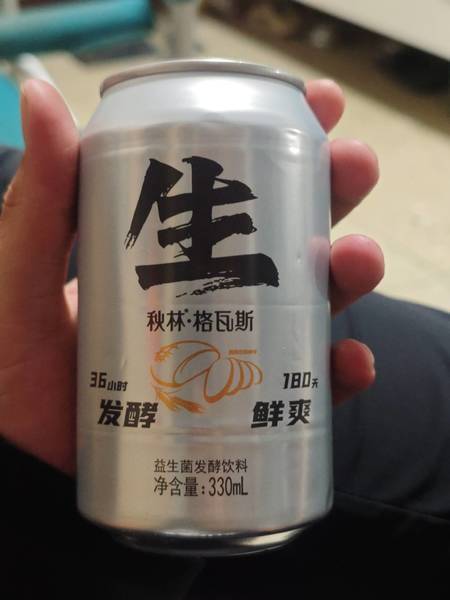 生
秋林·格瓦斯
36小时 180天
发酵 鲜爽
益生菌发酵饮料
净含量:330mL